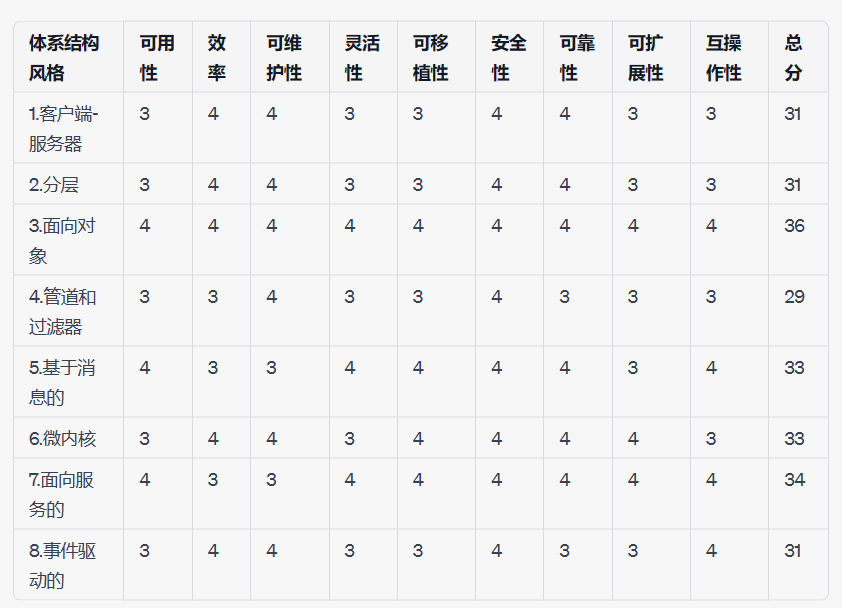 体系结构风格 可用性 效率 可维护性 灵活性 可移植性 安全性 可靠性 可扩展性 互操作性 总分
1.客户端-服务器 3 4 4 3 3 4 4 3 3 31
2.分层 3 4 4 3 3 4 4 3 3 31
3.面向对象 4 4 4 4 4 4 4 4 4 36
4.管道和过滤器 3 3 4 3 3 4 3 3 3 29
5.基于消息的 4 3 3 4 4 4 4 3 4 33
6.微内核 3 4 4 3 4 4 4 4 3 33
7.面向服务的 4 3 3 4 4 4 4 4 4 34
8.事件驱动的 3 4 4 3 3 4 3 3 4 31